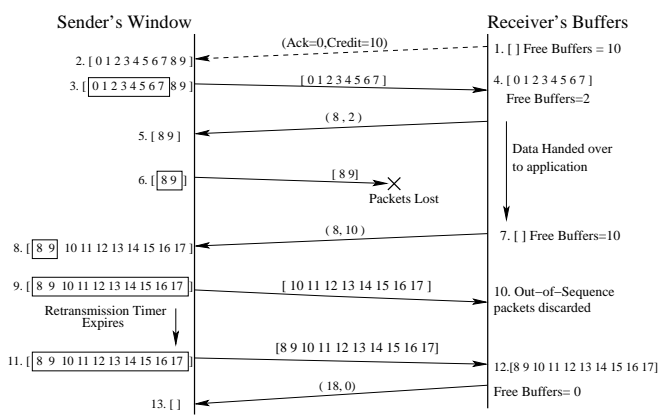 Sender's Window
Receiver's Buffers
(Ack=0,Credit=10)
1. [ ] Free Buffers = 10
2. [ 0 1 2 3 4 5 6 7 8 9 ]
3. [ 0 1 2 3 4 5 6 7 8 9 ]
[ 0 1 2 3 4 5 6 7 ]
4. [ 0 1 2 3 4 5 6 7 ]
Free Buffers=2
( 8 , 2 )
5. [ 8 9 ]
Data Handed over
to application
6. [ 8 9 ]
[ 8 9]
Packets Lost
(8, 10 )
7. [ ] Free Buffers=10
8. [ 8 9 10 11 12 13 14 15 16 17 ]
9. [ 8 9 10 11 12 13 14 15 16 17 ]
[ 10 11 12 13 14 15 16 17 ]
10. Out−of−Sequence
packets discarded
Retransmission Timer
Expires
11. [ 8 9 10 11 12 13 14 15 16 17 ]
[8 9 10 11 12 13 14 15 16 17]
12.[8 9 10 11 12 13 14 15 16 17]
( 18, 0)
Free Buffers= 0
13. [ ]